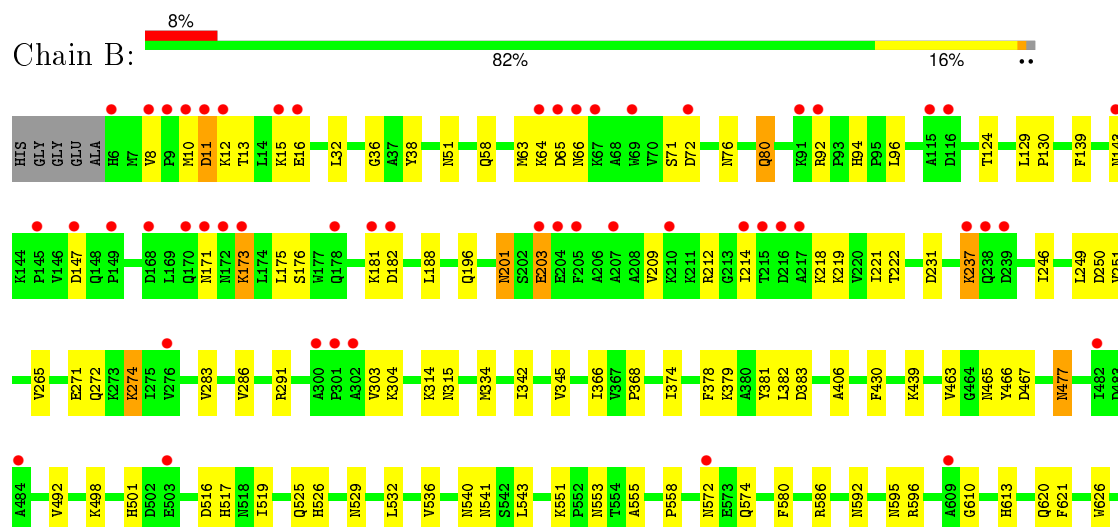 8%
Chain B:
82% 16%
HIS GLY GLY GLU ALA H6 M7 V8 P9 M10 D11 K12 T13 L14 K15 E16 L32 G36 A37 Y38 N51 Q58 M63 K64 D65 N66 K67 A68 W69 V70 S71 D72 N76 Q80 K91 R92 P93 H94 P95 L96 A115 D116 T124 L129 P130 F139 N142
K144 P145 V146 D147 Q148 P149 D168 L169 Q170 N171 N172 K173 L174 L175 S176 W177 Q178 K181 D182 L188 Q196 N201 S202 E203 E204 F205 A206 A207 A208 V209 K210 K211 R212 G213 I214 T215 D216 A217 K218 K219 V220 I221 T222 D231 K237 Q238 D239 I246 L249 D250 V251
V265 E271 Q272 K273 K274 I275 V276 V283 V286 R291 A300 P301 A302 V303 K304 K314 N315 M334 I342 V345 I366 V367 P368 I374 F378 K379 A380 Y381 L382 D383 A406 F430 K439 V463 G464 N465 Y466 D467 N477 I482 D483
A484 V492 K498 H501 D502 E503 D516 H517 N518 I519 Q525 H526 N529 L532 V536 N540 N541 S542 L543 K551 P552 N553 T554 A555 P558 N572 E573 Q574 F580 R586 N592 N595 R596 A609 G610 H613 Q620 F621 W626